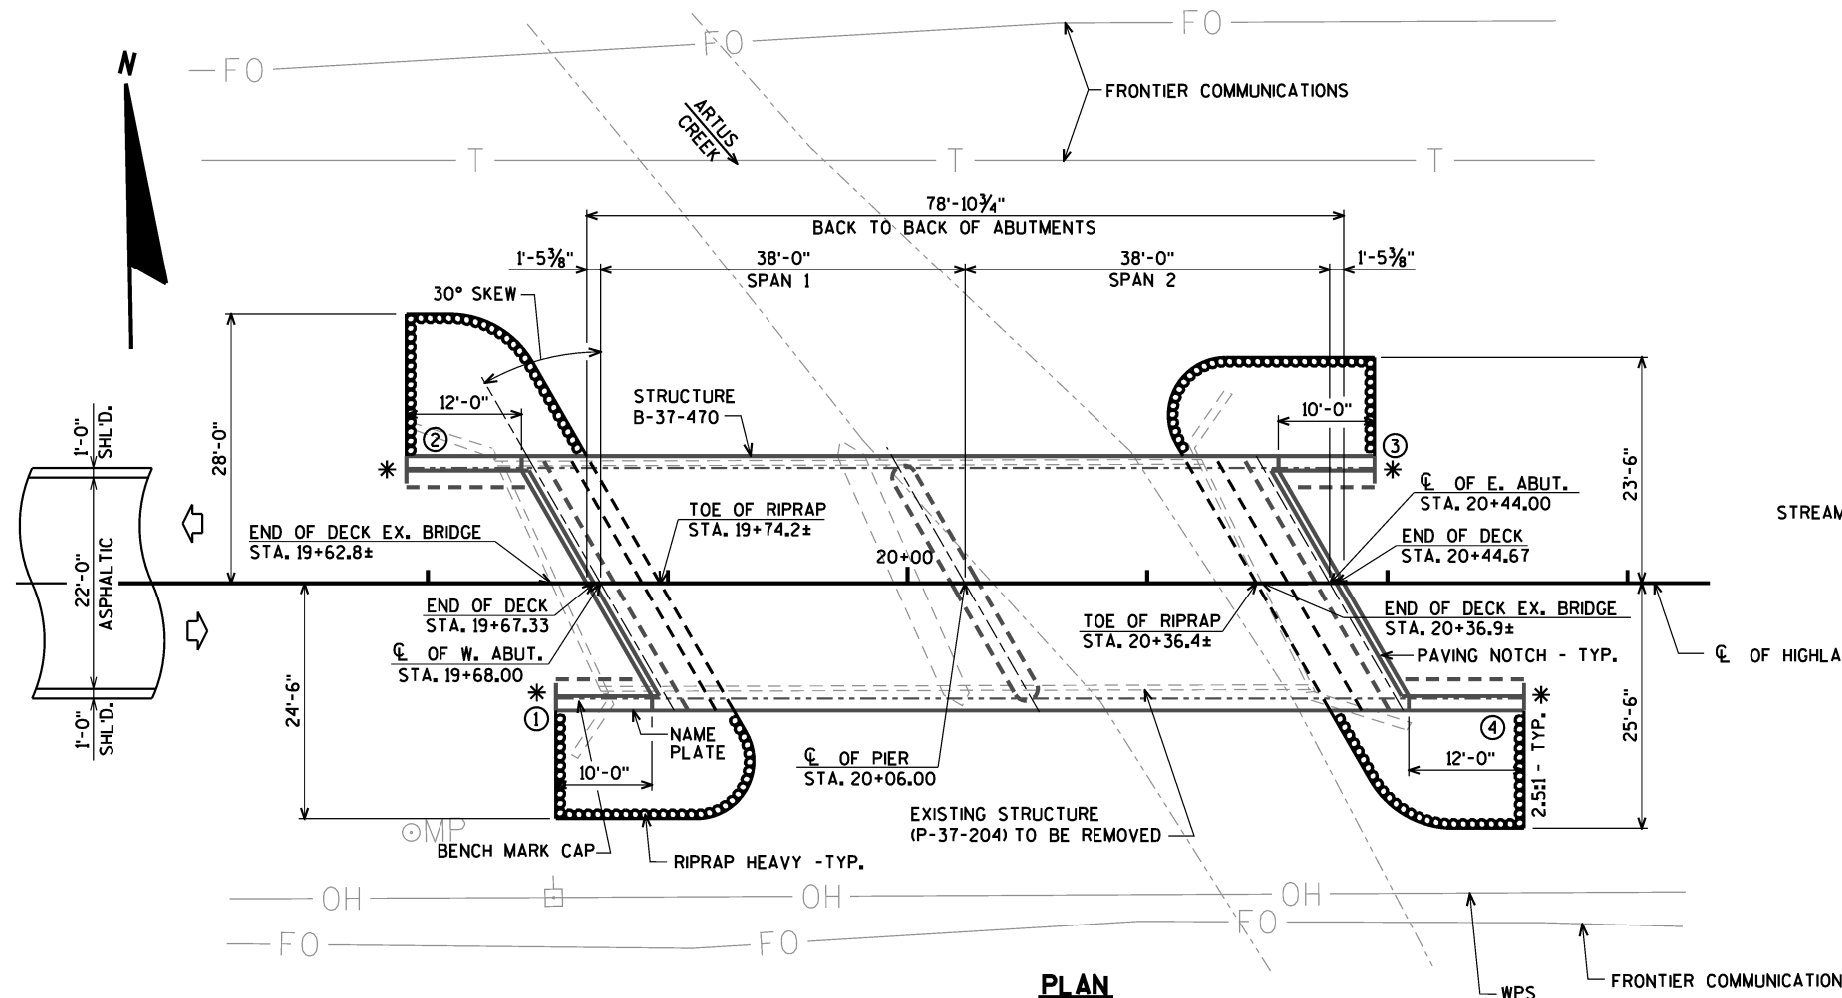 FO
FO
FO
N
FRONTIER COMMUNICATIONS
ARTUS
CREEK
T
T
T
78'-10¾"
BACK TO BACK OF ABUTMENTS
1'-5⅜"
38'-0"
SPAN 1
38'-0"
SPAN 2
1'-5⅜"
30° SKEW
STRUCTURE
B-37-470
12'-0"
10'-0"
2
3
*
*
1'-0"
SHL'D.
28'-0"
23'-6"
22'-0"
ASPHALTIC
℄ OF E. ABUT.
STA. 20+44.00
STREAM
TOE OF RIPRAP
STA. 19+74.2±
END OF DECK EX. BRIDGE
STA. 19+62.8±
END OF DECK
STA. 20+44.67
20+00
END OF DECK
STA. 19+67.33
TOE OF RIPRAP
STA. 20+36.4±
END OF DECK EX. BRIDGE
STA. 20+36.9±
℄ OF W. ABUT.
STA. 19+68.00
PAVING NOTCH - TYP.
℄ OF HIGHLA
1'-0"
SHL'D.
24'-6"
*
*
1
4
NAME
PLATE
10'-0"
℄ OF PIER
STA. 20+06.00
12'-0"
2.5:1 - TYP.
25'-6"
EXISTING STRUCTURE
(P-37-204) TO BE REMOVED
MP
BENCH MARK CAP
RIPRAP HEAVY -TYP.
OH
OH
OH
FO
FO
FO
PLAN
WPS
FRONTIER COMMUNICATION